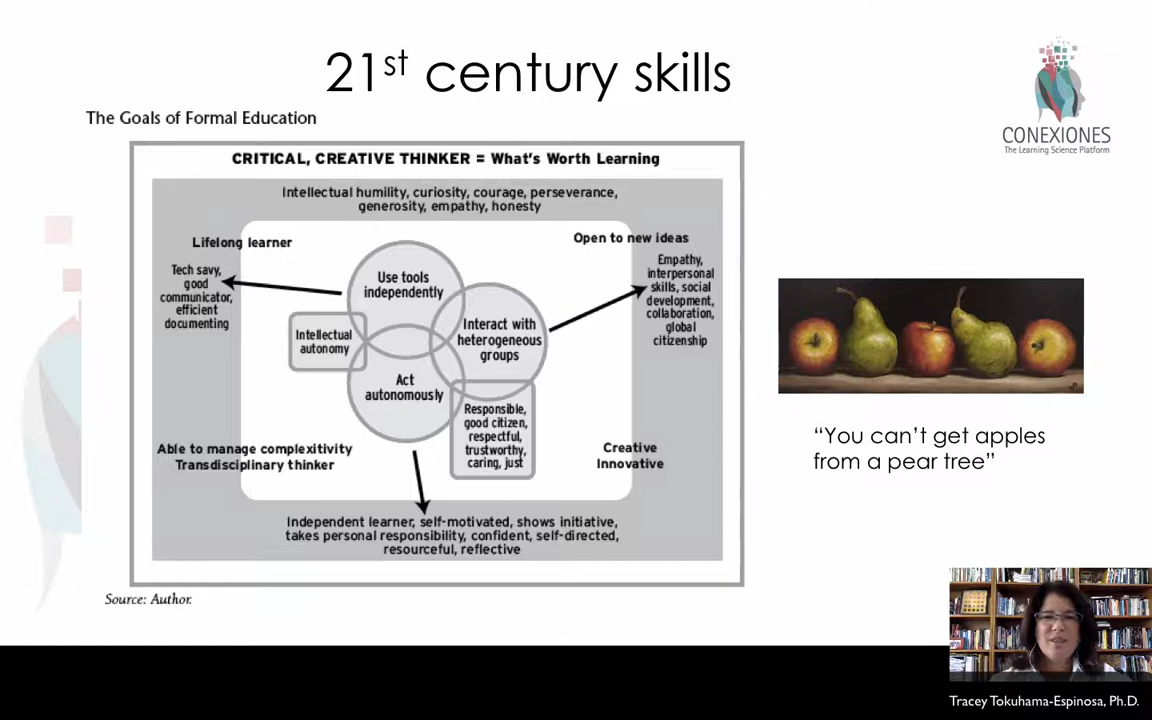 21st century skills
CONEXIONES
The Learning Science Platform
The Goals of Formal Education
CRITICAL, CREATIVE THINKER = What's Worth Learning
Intellectual humility, curiosity, courage, perseverance,
generosity, empathy, honesty
Lifelong learner
Open to new ideas
Tech savy,
good
communicator,
efficient
documenting
Use tools
independently
Empathy,
interpersonal
skills, social
development,
collaboration,
global
citizenship
Intellectual
autonomy
Interact with
heterogeneous
groups
Act
autonomously
Responsible,
good citizen,
respectful,
trustworthy,
caring, just
Able to manage complexitivity
Transdisciplinary thinker
Creative
Innovative
Independent learner, self-motivated, shows initiative,
takes personal responsibility, confident, self-directed,
resourceful, reflective
Source: Author.
“You can’t get apples
from a pear tree”
Tracey Tokuhama-Espinosa, Ph.D.